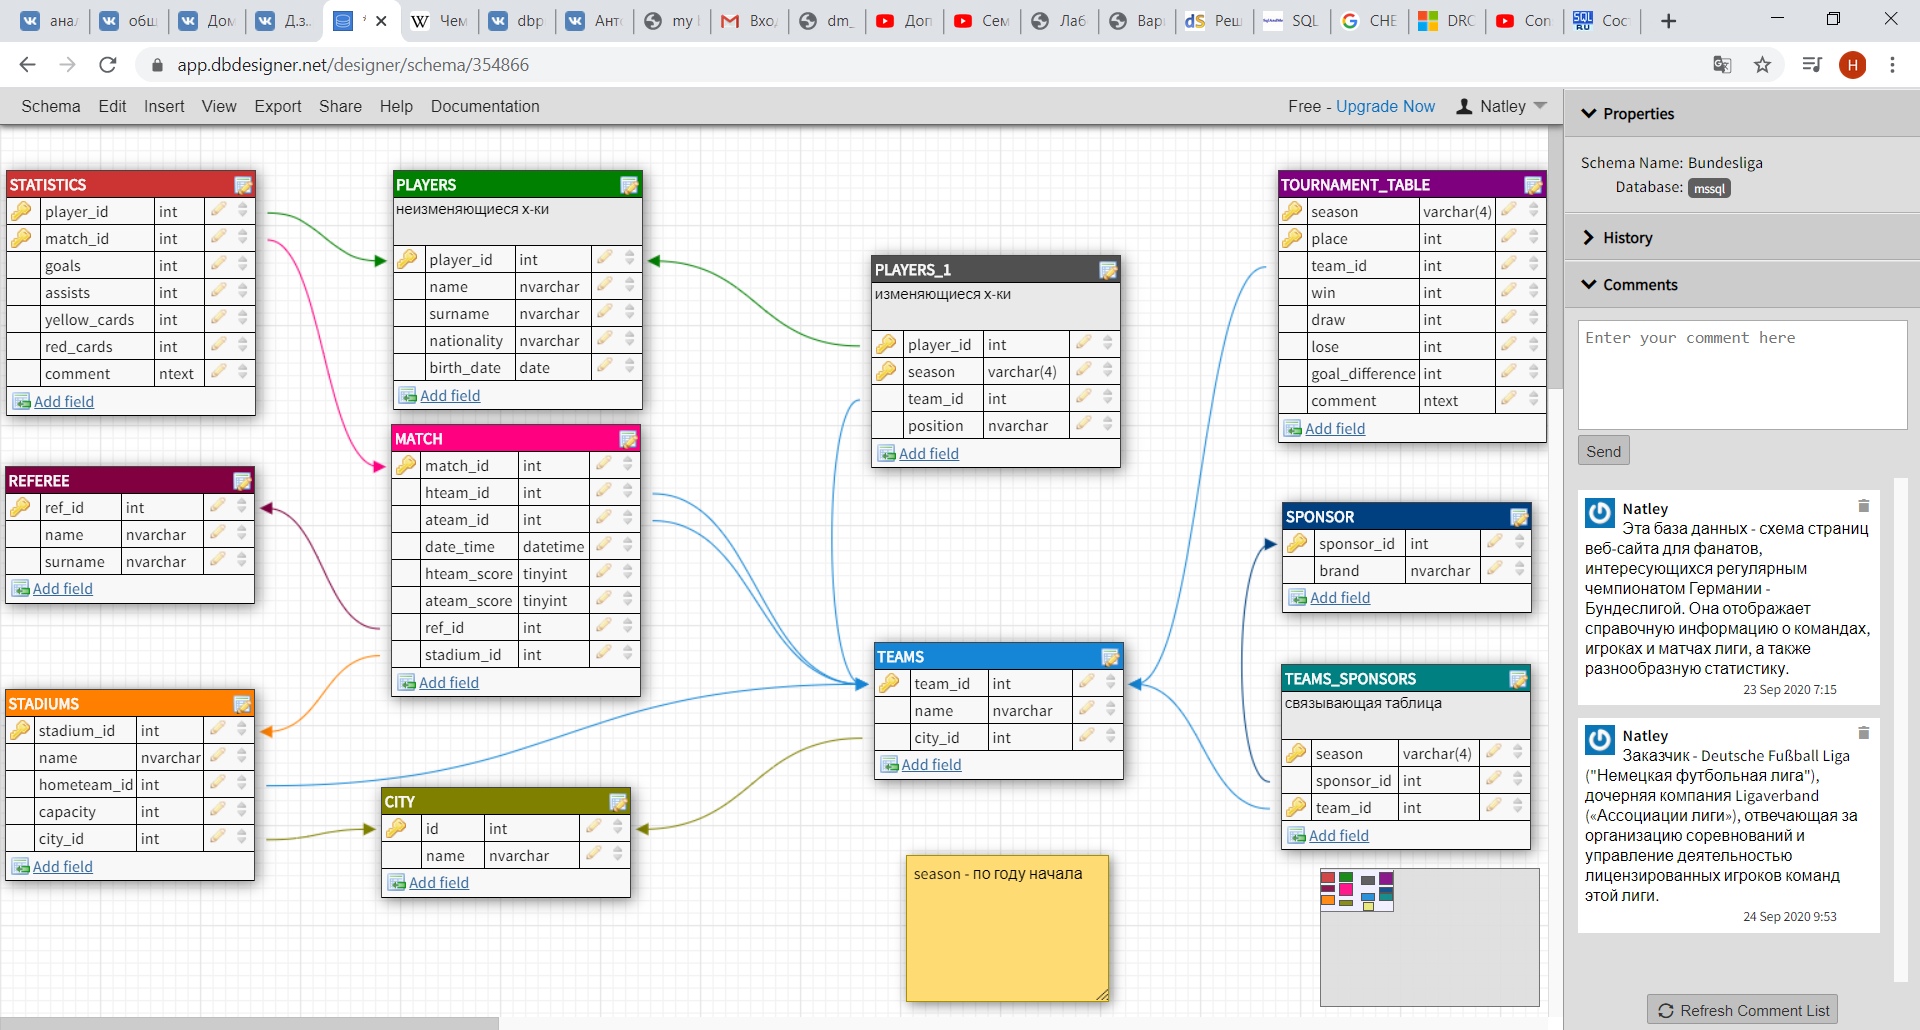 анал
общ
Дом
Д.з.
*
Чем
dbp
Ант
my
Вхо
dm_
Доп
Сем
Лаб
Вар
Реш
SQL
CHE
DRC
Con
Сос
app.dbdesigner.net/designer/schema/354866
H
Schema Edit Insert View Export Share Help Documentation
Free - Upgrade Now Natley
STATISTICS
player_id int
match_id int
goals int
assists int
yellow_cards int
red_cards int
comment ntext
Add field
PLAYERS
неизменяющиеся х-ки
player_id int
name nvarchar
surname nvarchar
nationality nvarchar
birth_date date
Add field
PLAYERS_1
изменяющиеся х-ки
player_id int
season varchar(4)
team_id int
position nvarchar
Add field
TOURNAMENT_TABLE
season varchar(4)
place int
team_id int
win int
draw int
lose int
goal_difference int
comment ntext
Add field
MATCH
match_id int
hteam_id int
ateam_id int
date_time datetime
hteam_score tinyint
ateam_score tinyint
ref_id int
stadium_id int
Add field
REFEREE
ref_id int
name nvarchar
surname nvarchar
Add field
SPONSOR
sponsor_id int
brand nvarchar
Add field
TEAMS
team_id int
name nvarchar
city_id int
Add field
TEAMS_SPONSORS
связывающая таблица
season varchar(4)
sponsor_id int
team_id int
Add field
STADIUMS
stadium_id int
name nvarchar
hometeam_id int
capacity int
city_id int
Add field
CITY
id int
name nvarchar
Add field
season - по году начала
Properties
Schema Name: Bundesliga
Database: mssql
History
Comments
Enter your comment here
Send
Natley
Эта база данных - схема страниц
веб-сайта для фанатов,
интересующихся регулярным
чемпионатом Германии -
Бундеслигой. Она отображает
справочную информацию о командах,
игроках и матчах лиги, а также
разнообразную статистику.
23 Sep 2020 7:15
Natley
Заказчик - Deutsche Fußball Liga
("Немецкая футбольная лига"),
дочерняя компания Ligaverband
(«Ассоциации лиги»), отвечающая за
организацию соревнований и
управление деятельностью
лицензированных игроков команд
этой лиги.
24 Sep 2020 9:53
Refresh Comment List